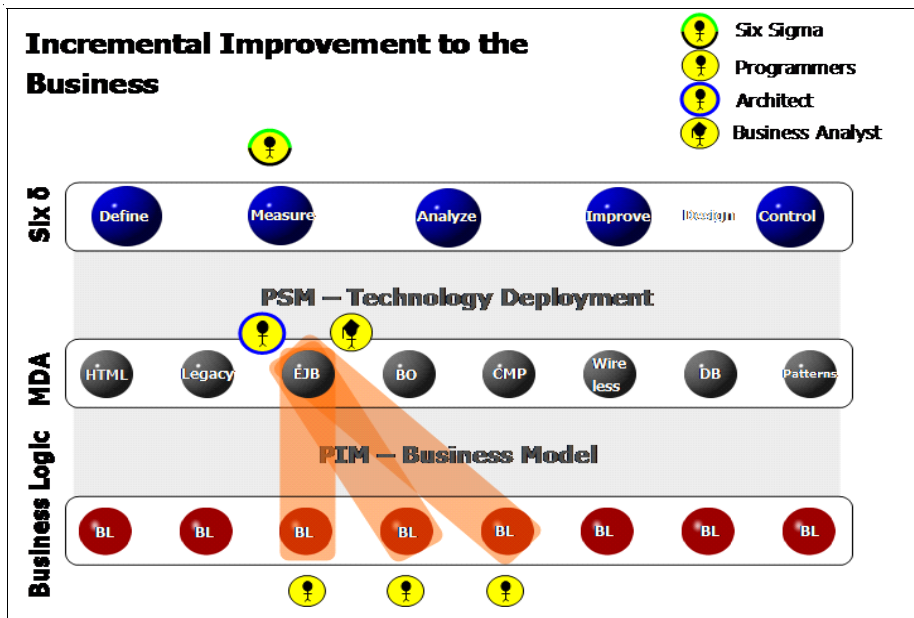 Incremental Improvement to the
Business
Six Sigma
Programmers
Architect
Business Analyst
Six δ
Define
Measure
Analyze
Improve
Design
Control
PSM – Technology Deployment
MDA
HTML
Legacy
EJB
BO
CMP
Wire
less
DB
Patterns
PIM – Business Model
Business Logic
BL
BL
BL
BL
BL
BL
BL
BL